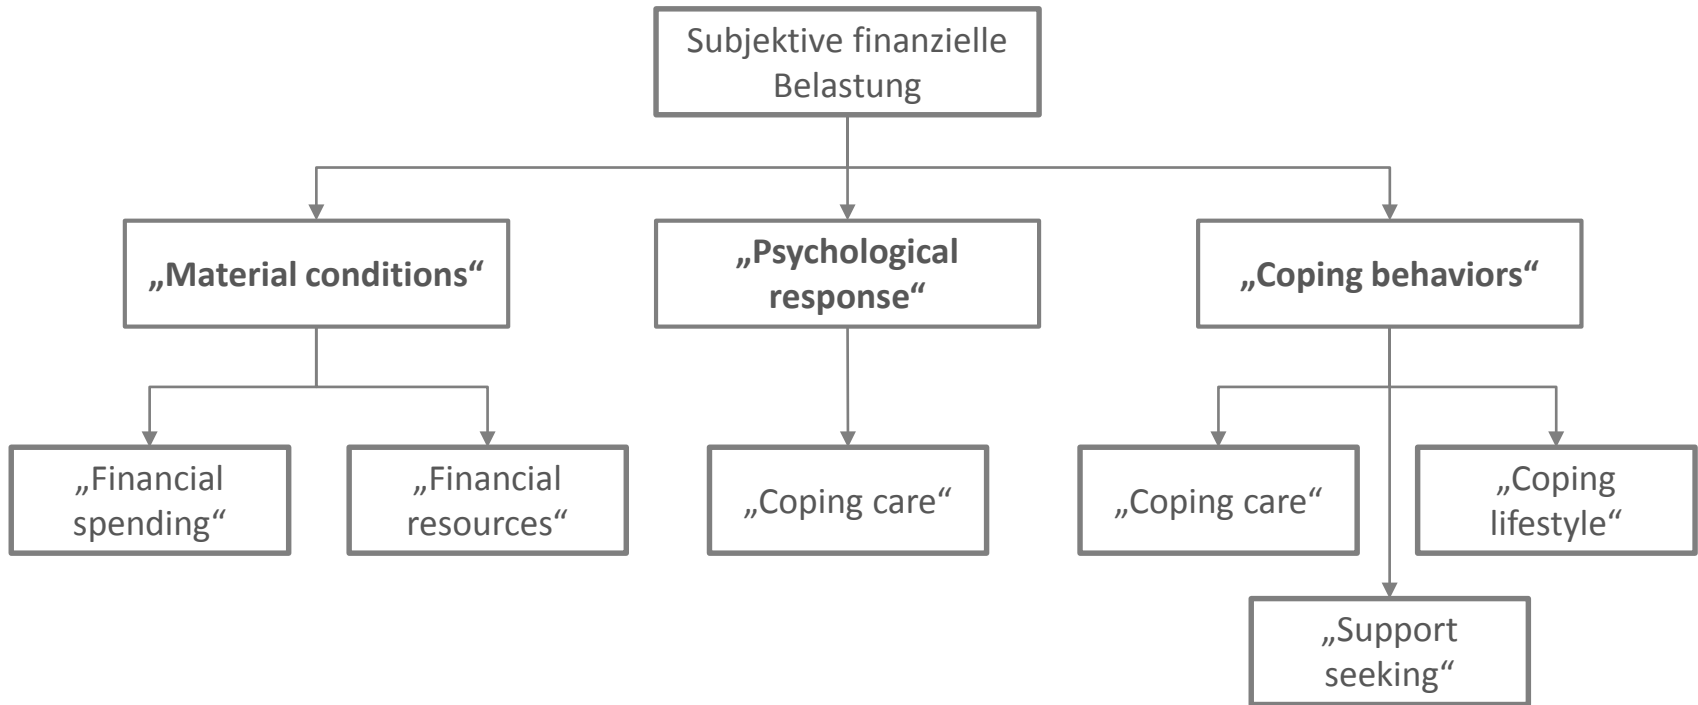 Subjektive finanzielle
Belastung
„Material conditions“
„Psychological
response“
„Coping behaviors“
„Financial
spending“
„Financial
resources“
„Coping care“
„Coping care“
„Coping
lifestyle“
„Support
seeking“